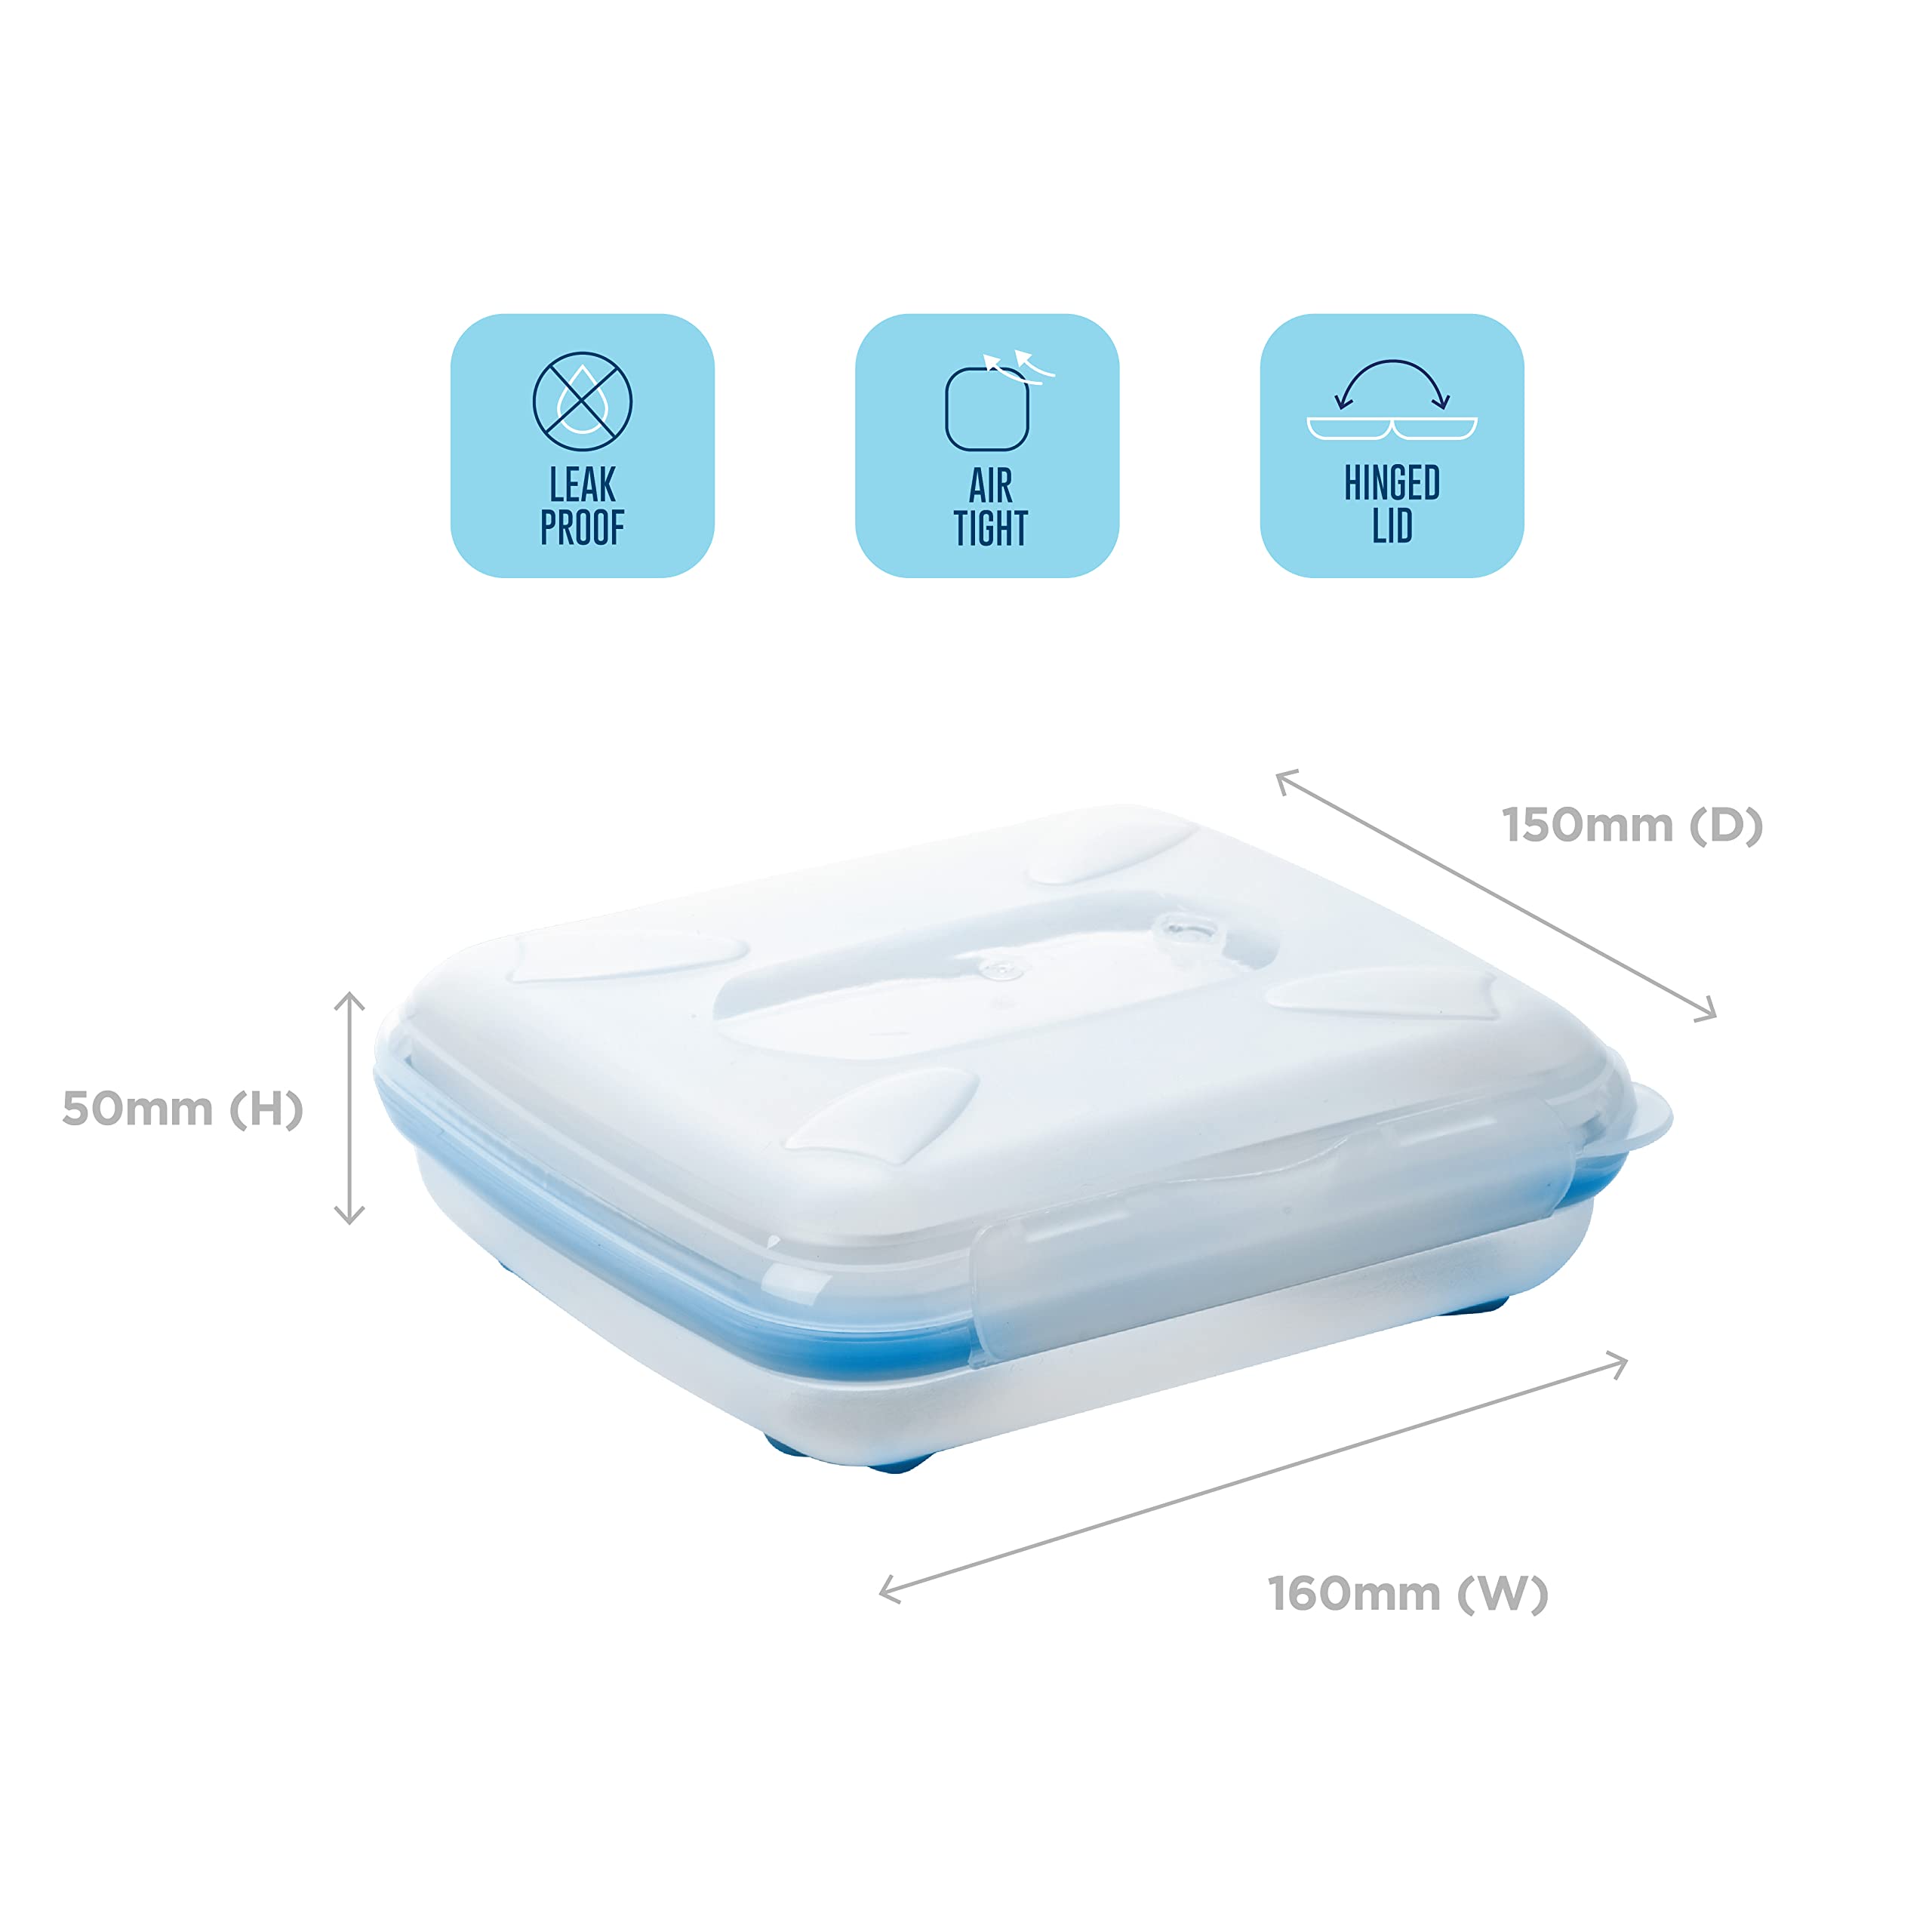 LEAK
PROOF
AIR
TIGHT
HINGED
LID
150mm (D)
50mm (H)
160mm (W)